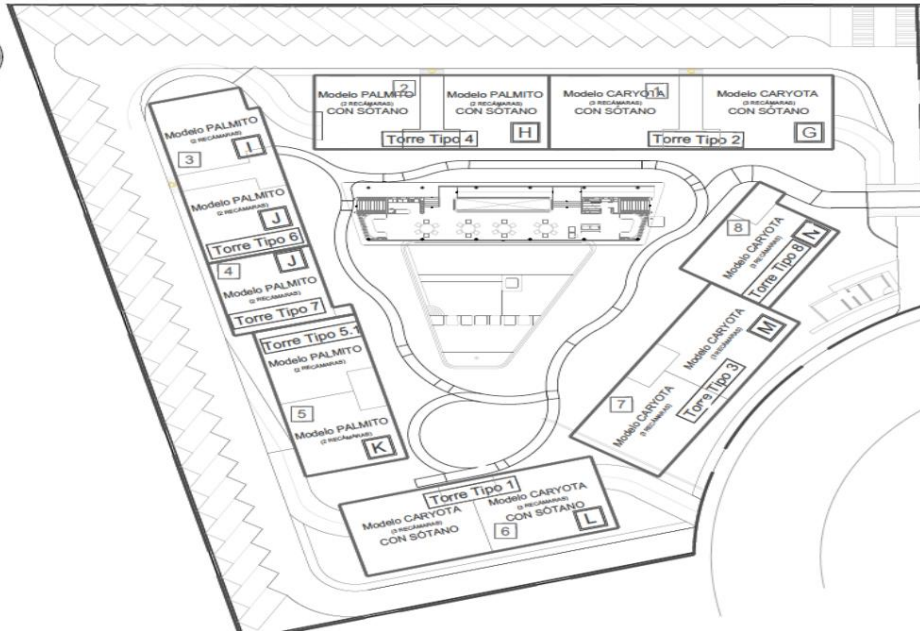 2
Modelo PALMITO
(2 RECÁMARAS)
CON SÓTANO
Modelo PALMITO
(2 RECÁMARAS)
CON SÓTANO
Torre Tipo 4
H
1
Modelo CARYOTA
(3 RECÁMARAS)
CON SÓTANO
Modelo CARYOTA
(3 RECÁMARAS)
CON SÓTANO
Torre Tipo 2
G
Modelo PALMITO
(2 RECÁMARAS)
I
3
Modelo PALMITO
(2 RECÁMARAS)
J
Torre Tipo 6
4
J
Modelo PALMITO
(2 RECÁMARAS)
Torre Tipo 7
Torre Tipo 5.1
Modelo PALMITO
(2 RECÁMARAS)
5
Modelo PALMITO
(2 RECÁMARAS)
K
8
Modelo CARYOTA
(3 RECÁMARAS)
Torre Tipo 8
N
Modelo CARYOTA
(3 RECÁMARAS)
M
7
Modelo CARYOTA
(3 RECÁMARAS)
Torre Tipo 3
Torre Tipo 1
Modelo CARYOTA
(3 RECÁMARAS)
CON SÓTANO
Modelo CARYOTA
(3 RECÁMARAS)
CON SÓTANO
6
L